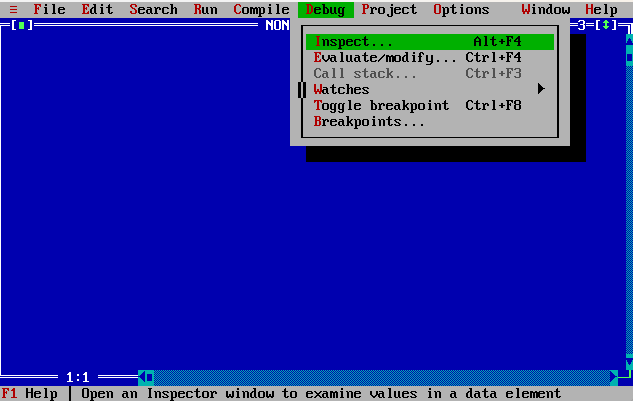 ≡ File Edit Search Run Compile Debug Project Options Window Help
[■] NON 3=[↕]
Inspect... Alt+F4
Evaluate/modify... Ctrl+F4
Call stack... Ctrl+F3
Watches ►
Toggle breakpoint Ctrl+F8
Breakpoints...
1:1
F1 Help │ Open an Inspector window to examine values in a data element